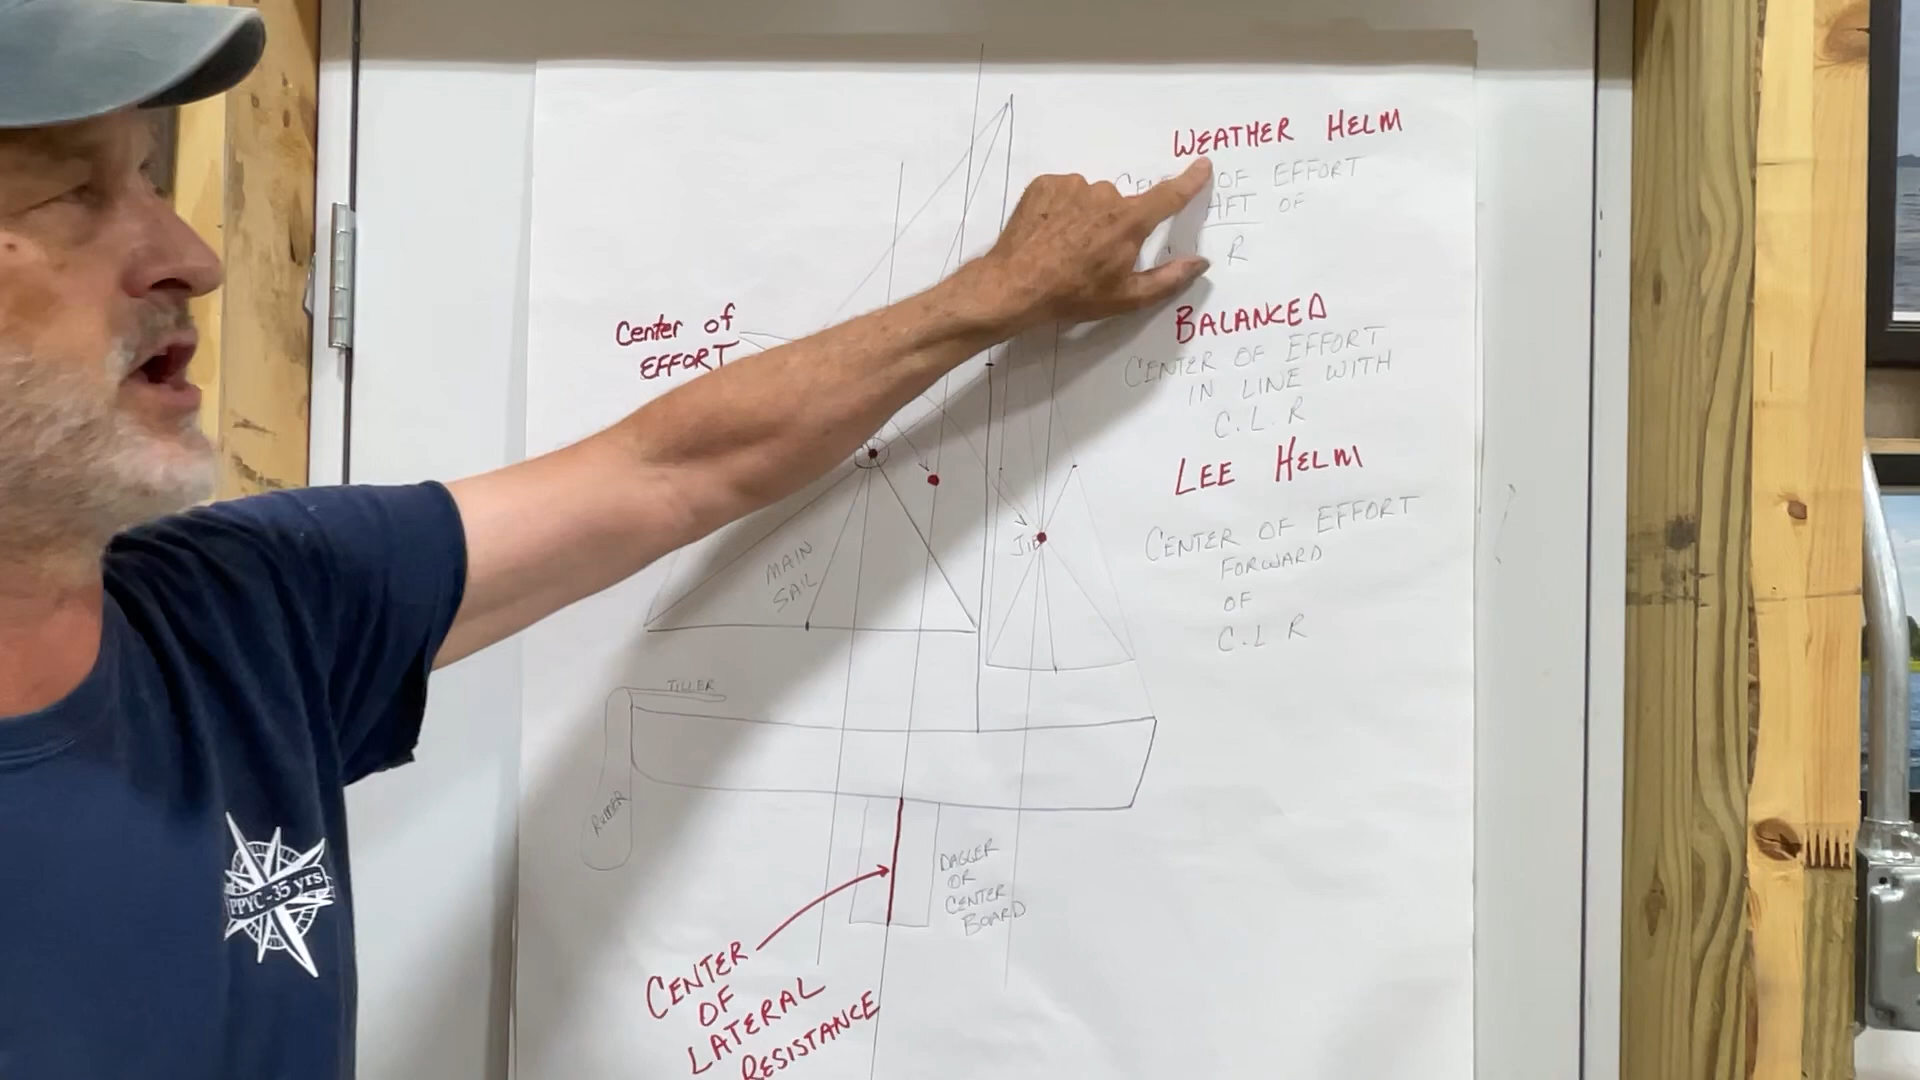 WEATHER HELM
OF EFFORT
AFT OF
R
BALANCED
CENTER OF EFFORT
IN LINE WITH
C.L.R
LEE HELM
CENTER OF EFFORT
FORWARD
OF
C.L R
Center of
EFFORT
MAIN
SAIL
JIB
TILLER
RUDDER
DAGGER
OR
CENTER
BOARD
CENTER
OF
LATERAL
RESISTANCE
PPYC-35 yrs